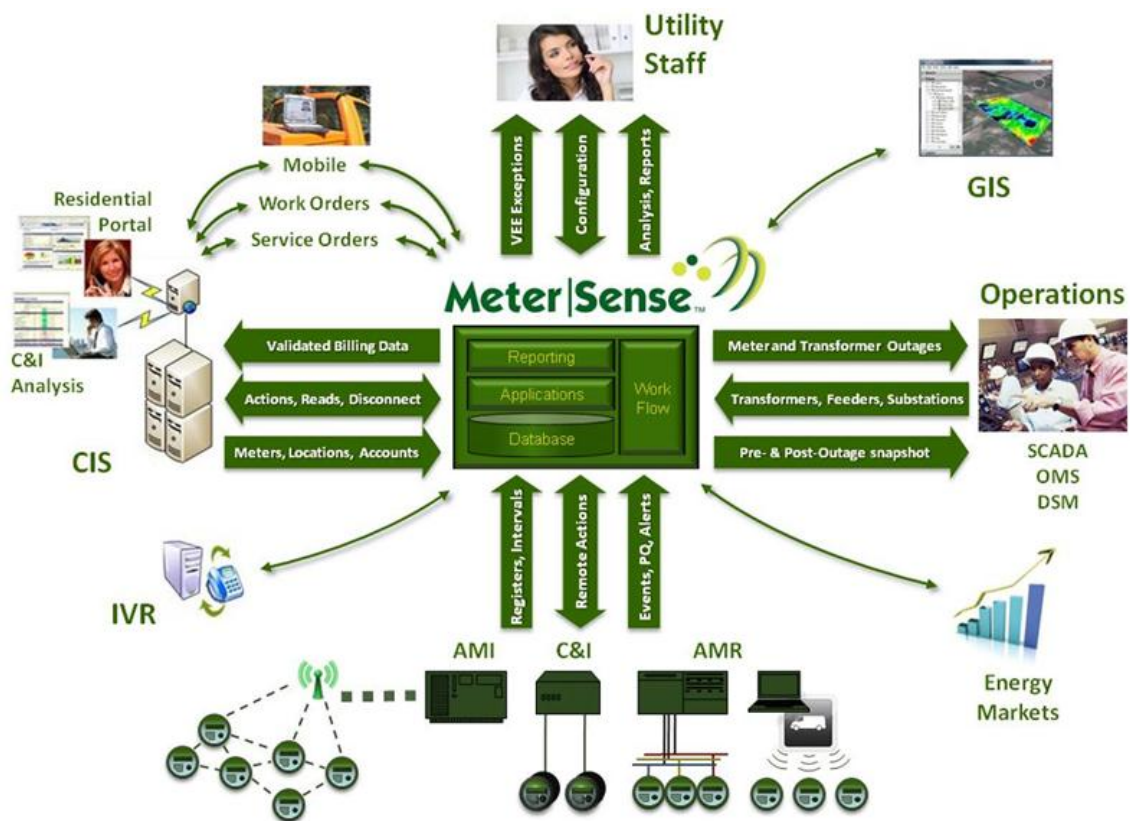 Utility
Staff
GIS
Mobile
Work Orders
Service Orders
Residential
Portal
C&I
Analysis
CIS
VEE Exceptions
Configuration
Analysis, Reports
Meter|Sense™
Reporting
Applications
Database
Work
Flow
Validated Billing Data
Actions, Reads, Disconnect
Meters, Locations, Accounts
Operations
Meter and Transformer Outages
Transformers, Feeders, Substations
Pre- & Post-Outage snapshot
SCADA
OMS
DSM
IVR
Registers, Intervals
Remote Actions
Events, PQ, Alerts
AMI
C&I
AMR
Energy
Markets